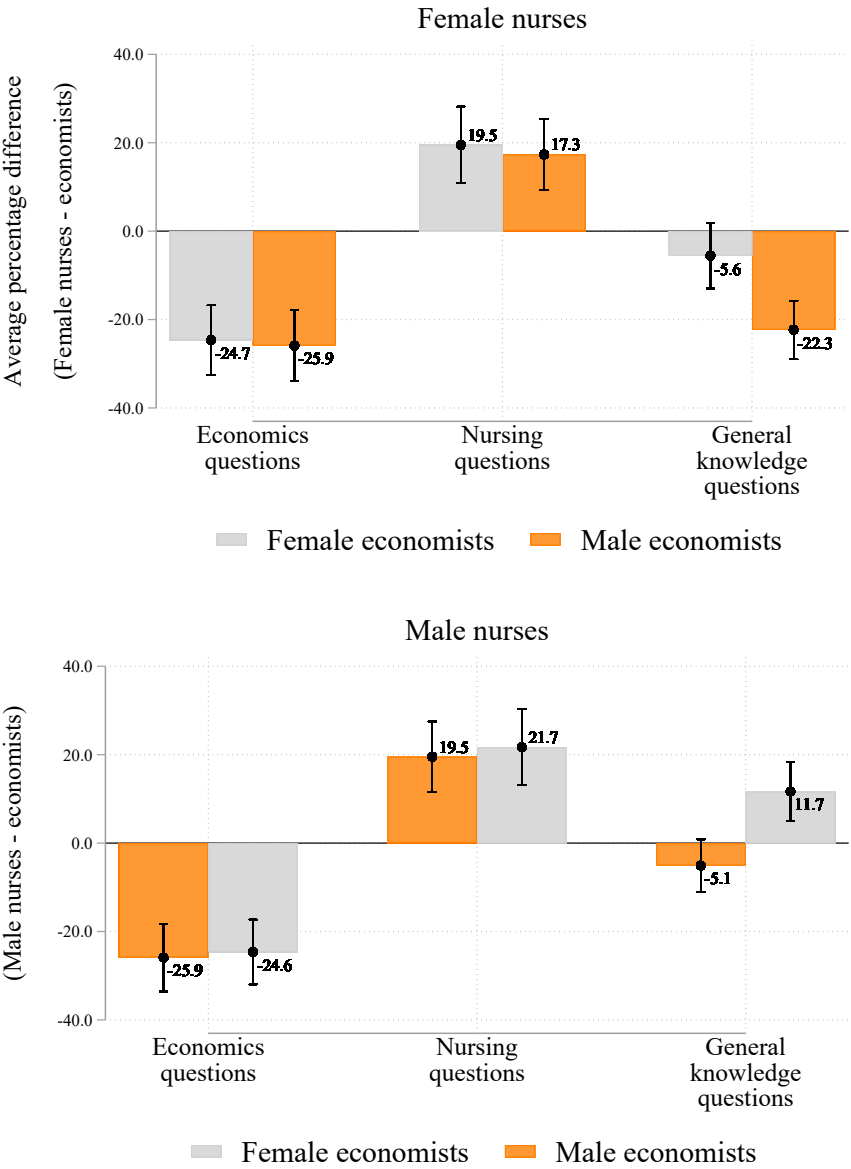 Female nurses
Average percentage difference
(Female nurses - economists)
40.0
20.0
0.0
-20.0
-40.0
-24.7
-25.9
19.5
17.3
-5.6
-22.3
Economics
questions
Nursing
questions
General
knowledge
questions
Female economists
Male economists
Male nurses
(Male nurses - economists)
40.0
20.0
0.0
-20.0
-40.0
-25.9
-24.6
19.5
21.7
-5.1
11.7
Economics
questions
Nursing
questions
General
knowledge
questions
Female economists
Male economists